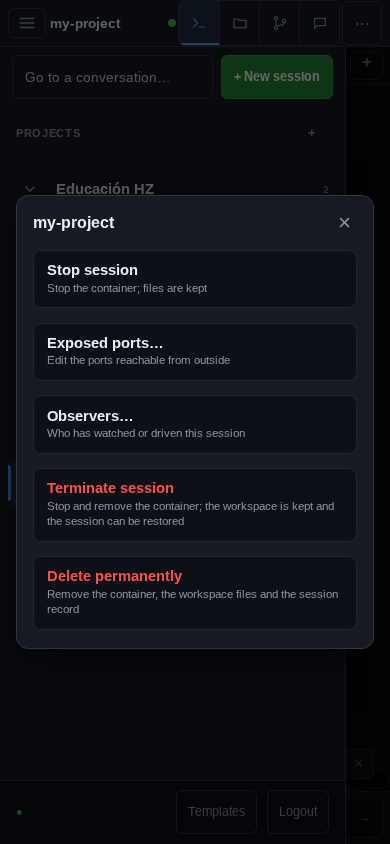 my-project
Go to a conversation...
+ New session
PROJECTS
+
Educación HZ
2
my-project
Stop session
Stop the container; files are kept
Exposed ports...
Edit the ports reachable from outside
Observers...
Who has watched or driven this session
Terminate session
Stop and remove the container; the workspace is kept and
the session can be restored
Delete permanently
Remove the container, the workspace files and the session
record
Templates
Logout